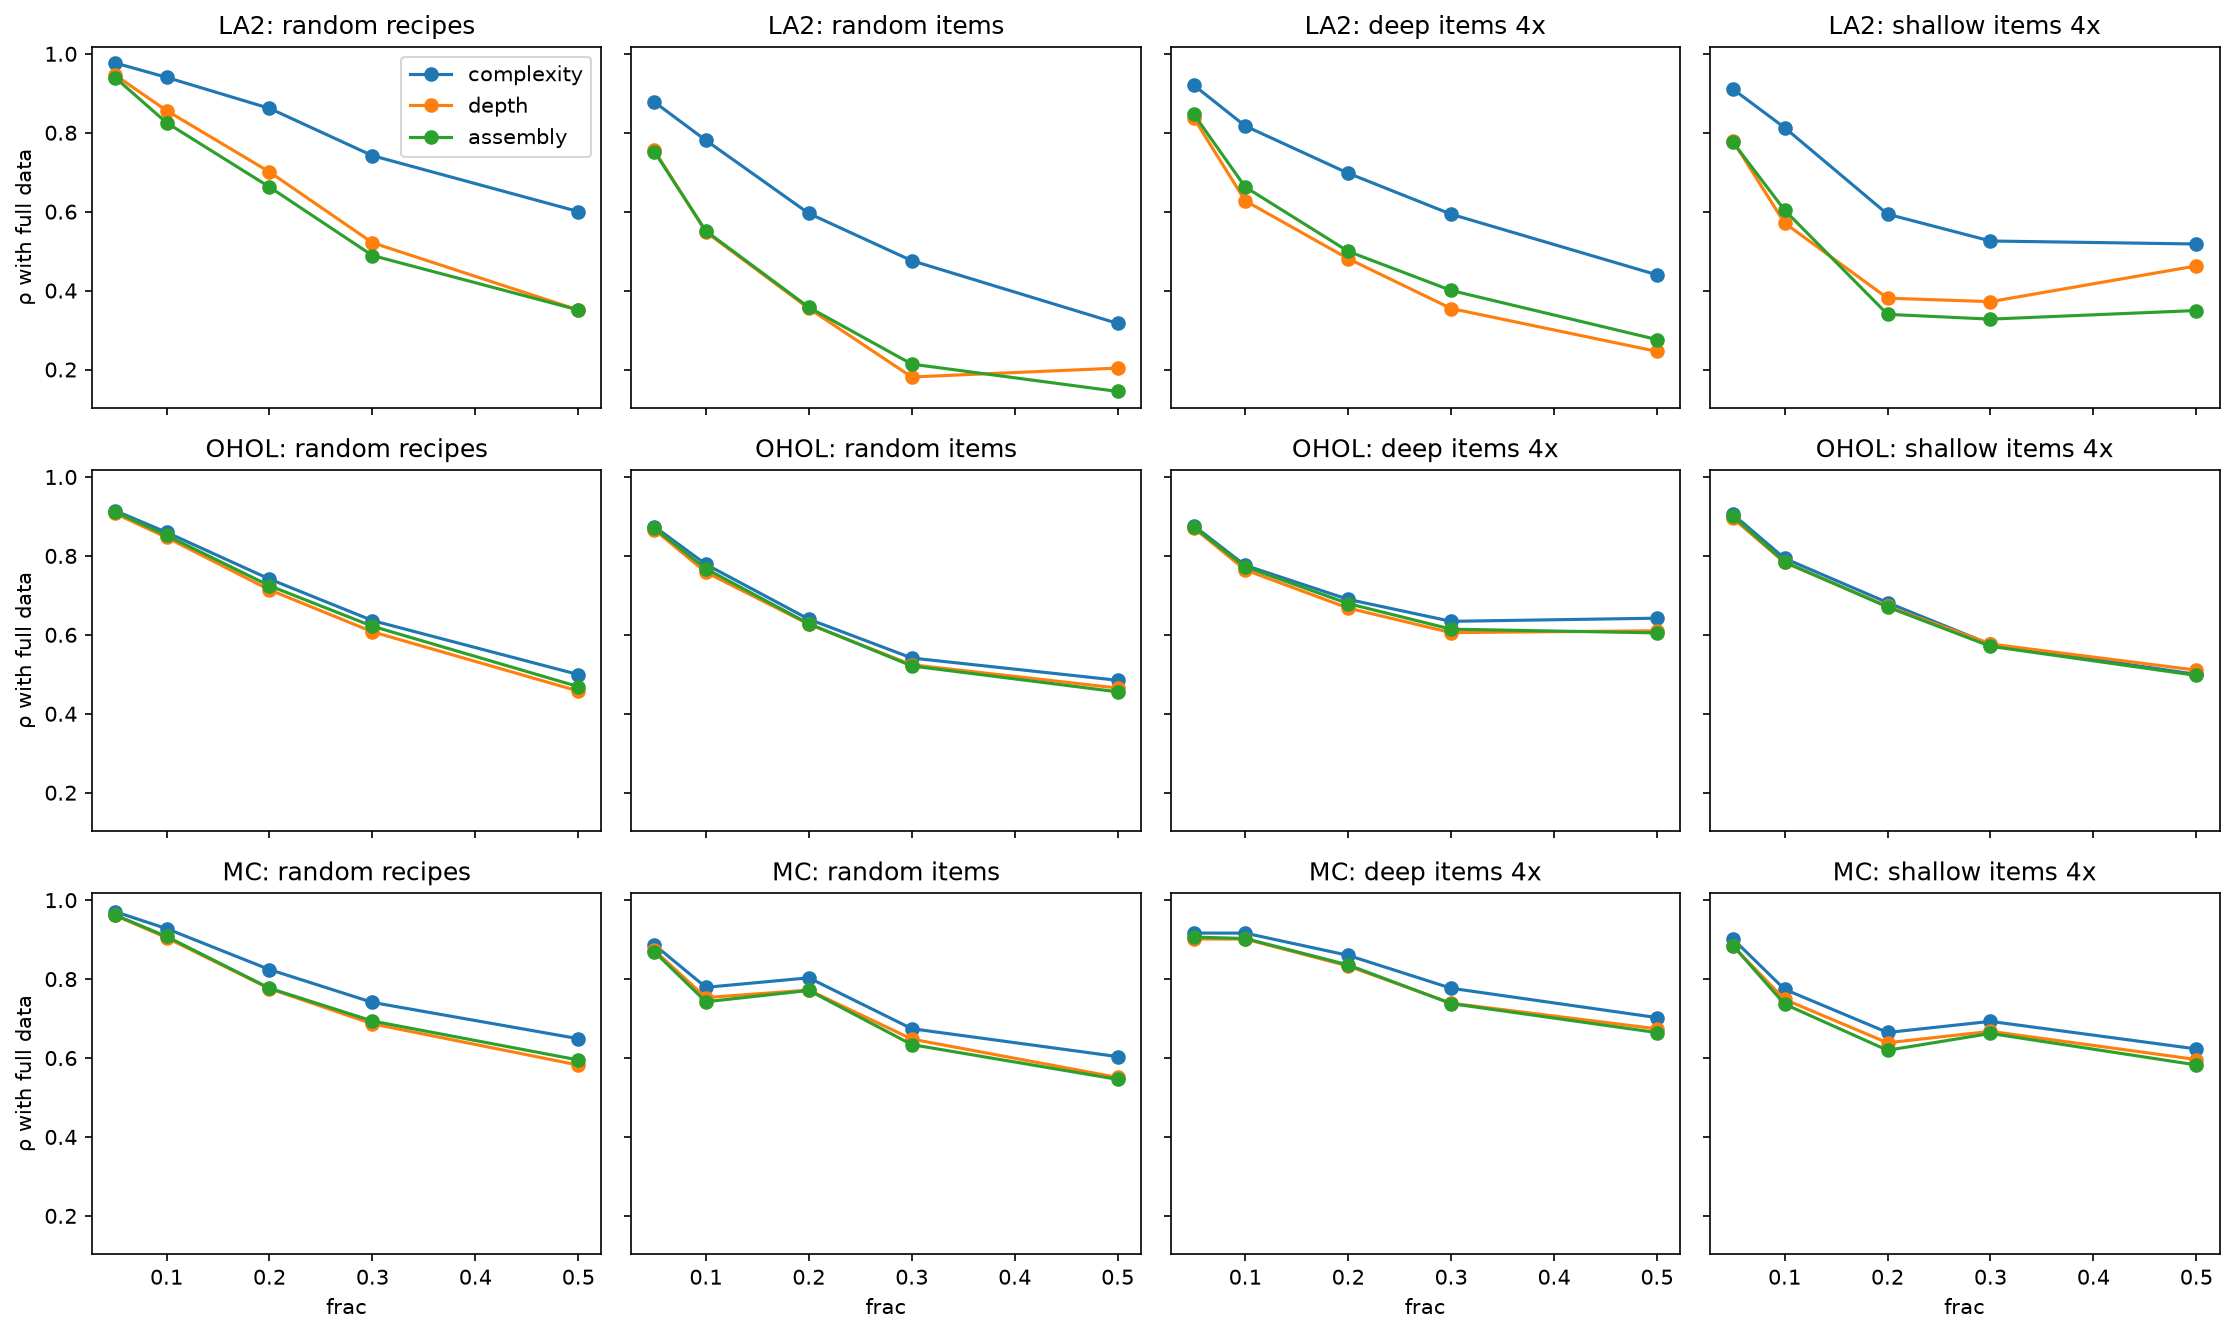 LA2: random recipes
LA2: random items
LA2: deep items 4x
LA2: shallow items 4x
1.0
0.8
0.6
0.4
0.2
ρ with full data
complexity
depth
assembly
OHOL: random recipes
OHOL: random items
OHOL: deep items 4x
OHOL: shallow items 4x
1.0
0.8
0.6
0.4
0.2
ρ with full data
MC: random recipes
MC: random items
MC: deep items 4x
MC: shallow items 4x
1.0
0.8
0.6
0.4
0.2
ρ with full data
0.1 0.2 0.3 0.4 0.5
frac
0.1 0.2 0.3 0.4 0.5
frac
0.1 0.2 0.3 0.4 0.5
frac
0.1 0.2 0.3 0.4 0.5
frac